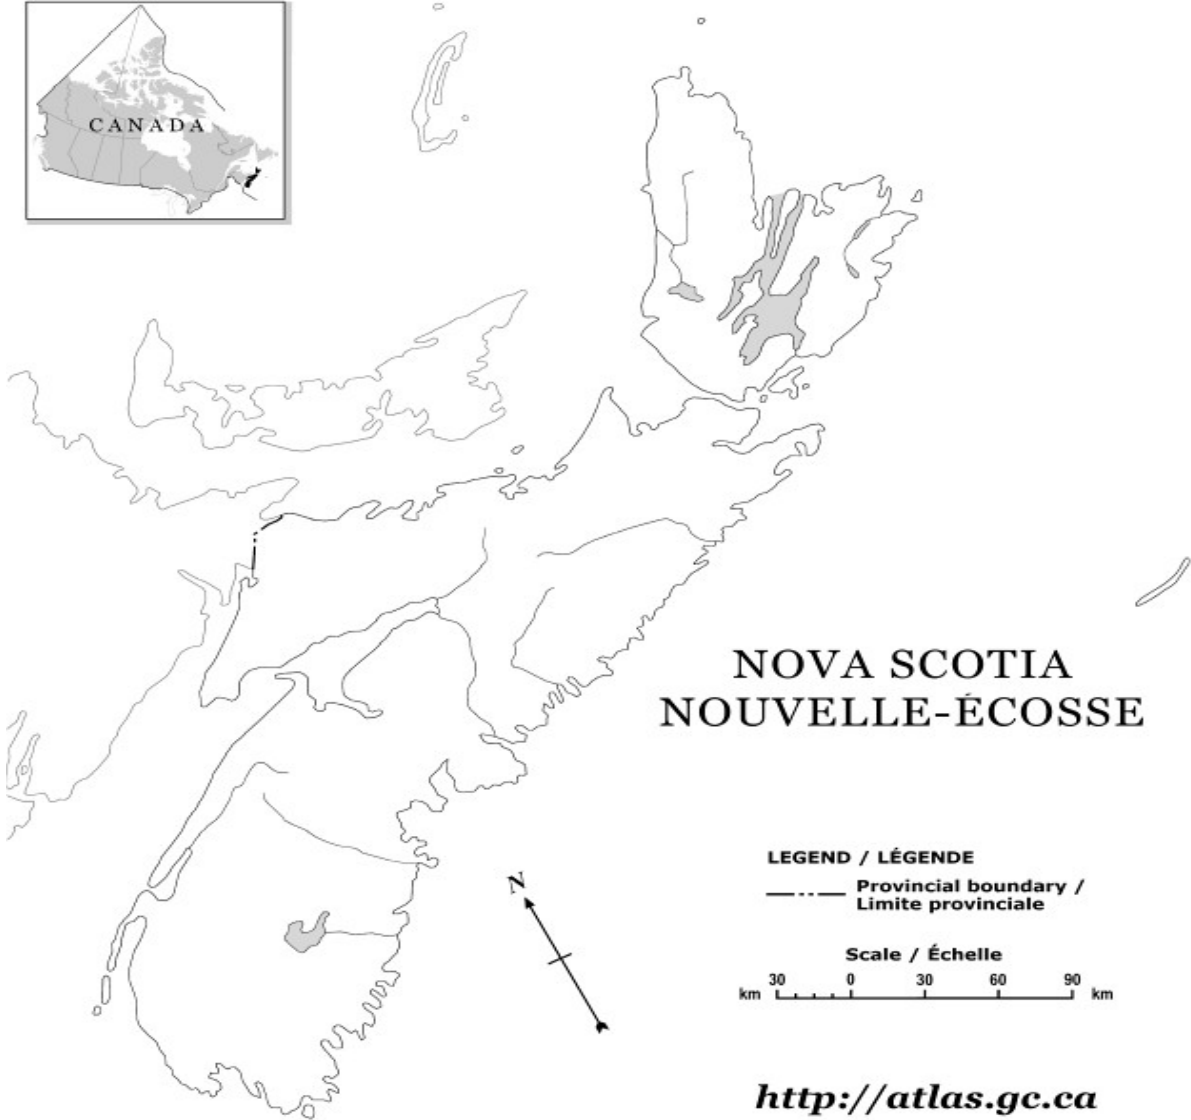 CANADA
NOVA SCOTIA
NOUVELLE-ÉCOSSE
N
LEGEND / LÉGENDE
Provincial boundary /
Limite provinciale
Scale / Échelle
30 0 30 60 90
km km
http://atlas.gc.ca